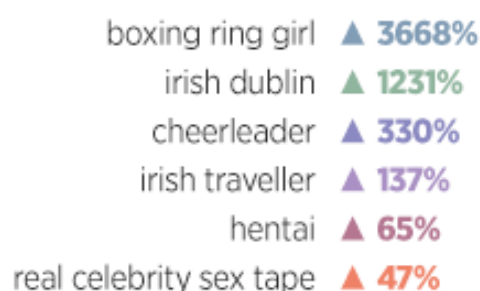 boxing ring girl ▲ 3668%
irish dublin ▲ 1231%
cheerleader ▲ 330%
irish traveller ▲ 137%
hentai ▲ 65%
real celebrity sex tape ▲ 47%